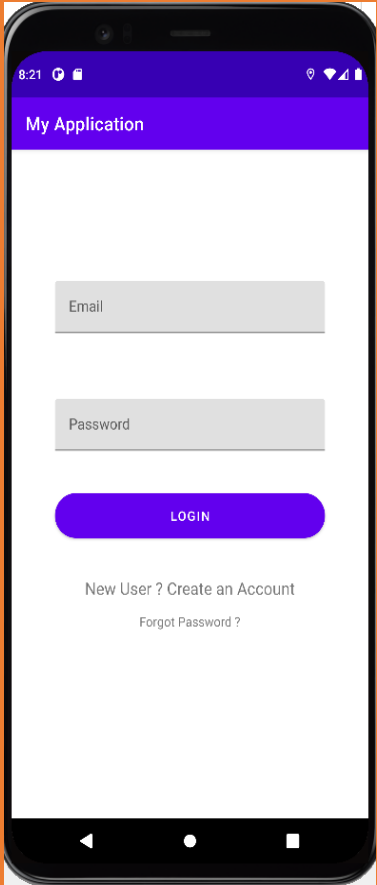 8:21
My Application
Email
Password
LOGIN
New User ? Create an Account
Forgot Password ?